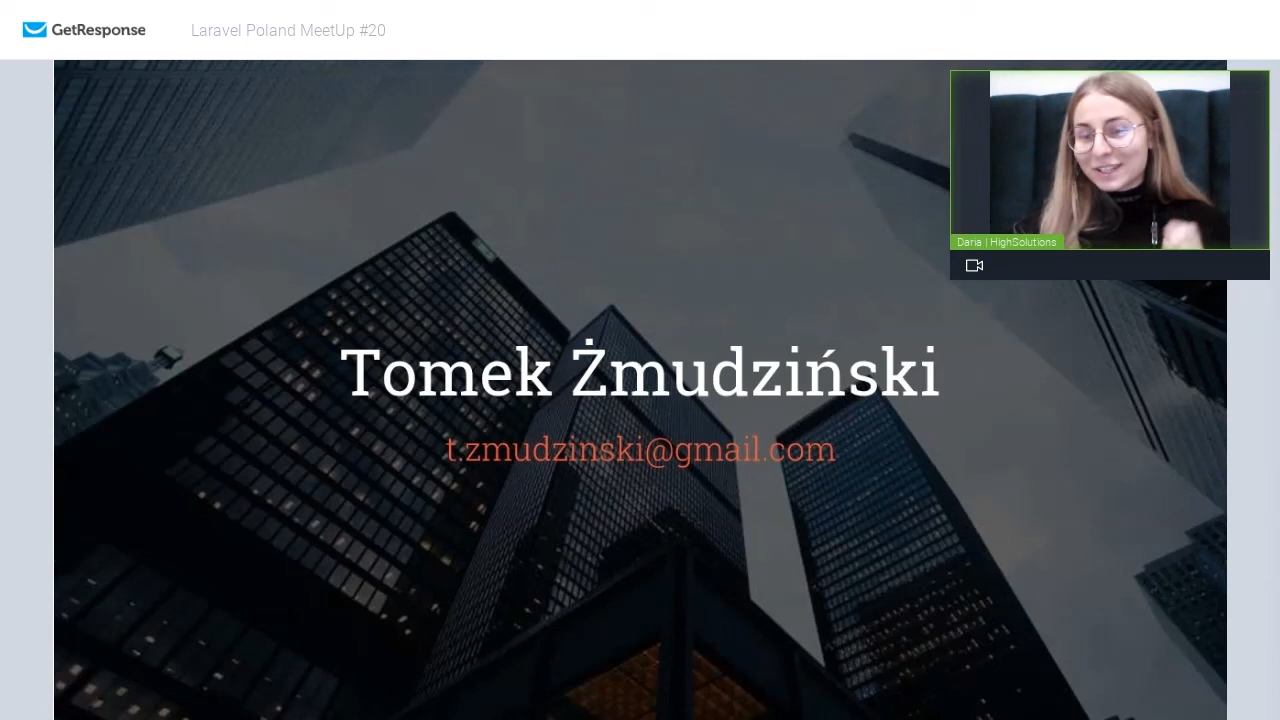 GetResponse
Laravel Poland MeetUp #20
Daria | HighSolutions
Tomek Żmudziński
t.zmudzinski@gmail.com